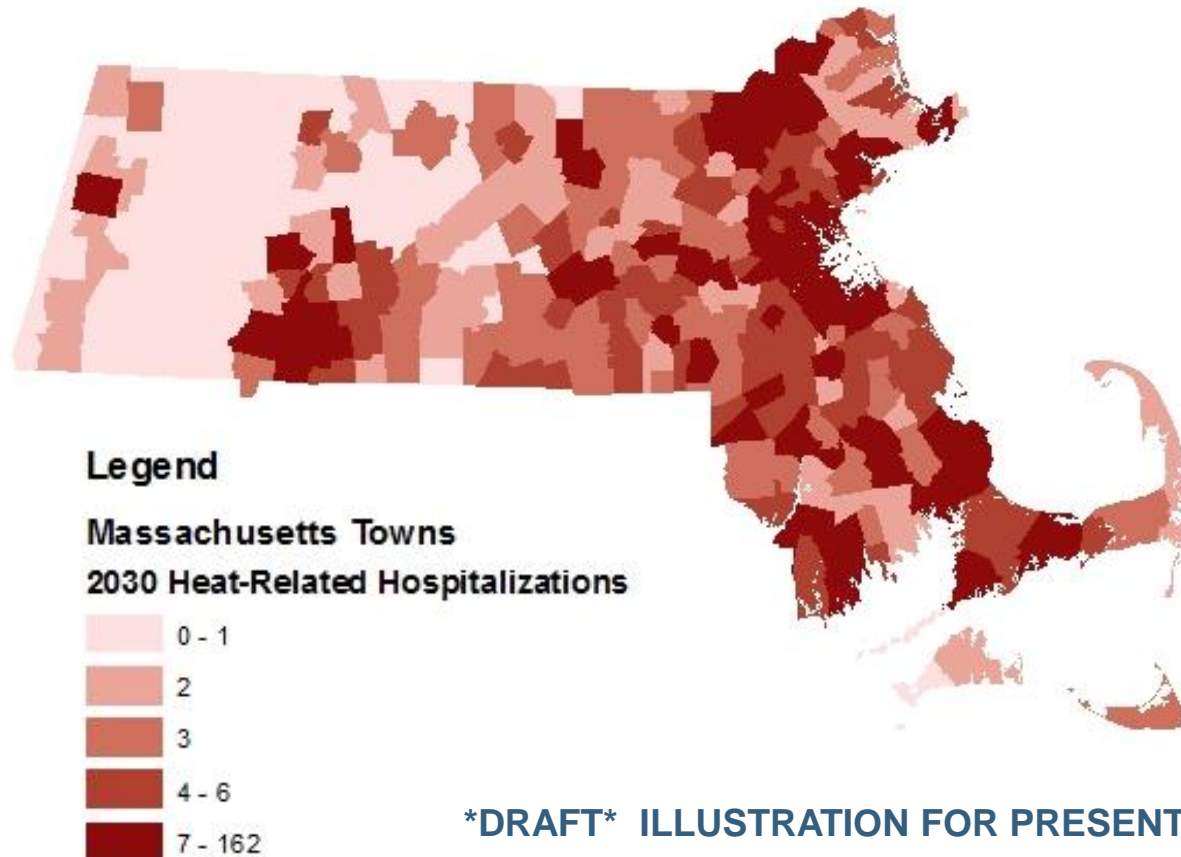 Legend
Massachusetts Towns
2030 Heat-Related Hospitalizations
0 - 1
2
3
4 - 6
7 - 162
*DRAFT* ILLUSTRATION FOR PRESENT